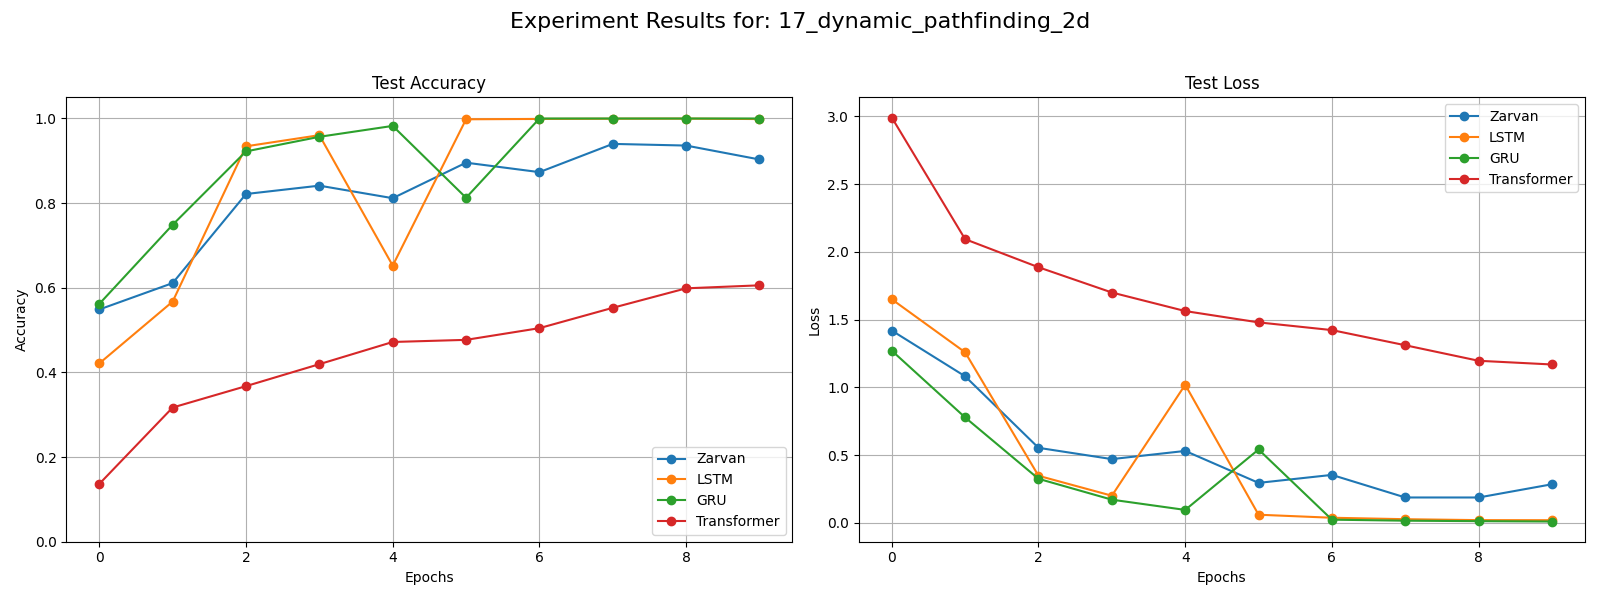 Experiment Results for: 17_dynamic_pathfinding_2d
Test Accuracy
Accuracy
1.0
0.8
0.6
0.4
0.2
0.0
0 2 4 6 8
Epochs
Zarvan
LSTM
GRU
Transformer
Test Loss
Loss
3.0
2.5
2.0
1.5
1.0
0.5
0.0
0 2 4 6 8
Epochs
Zarvan
LSTM
GRU
Transformer